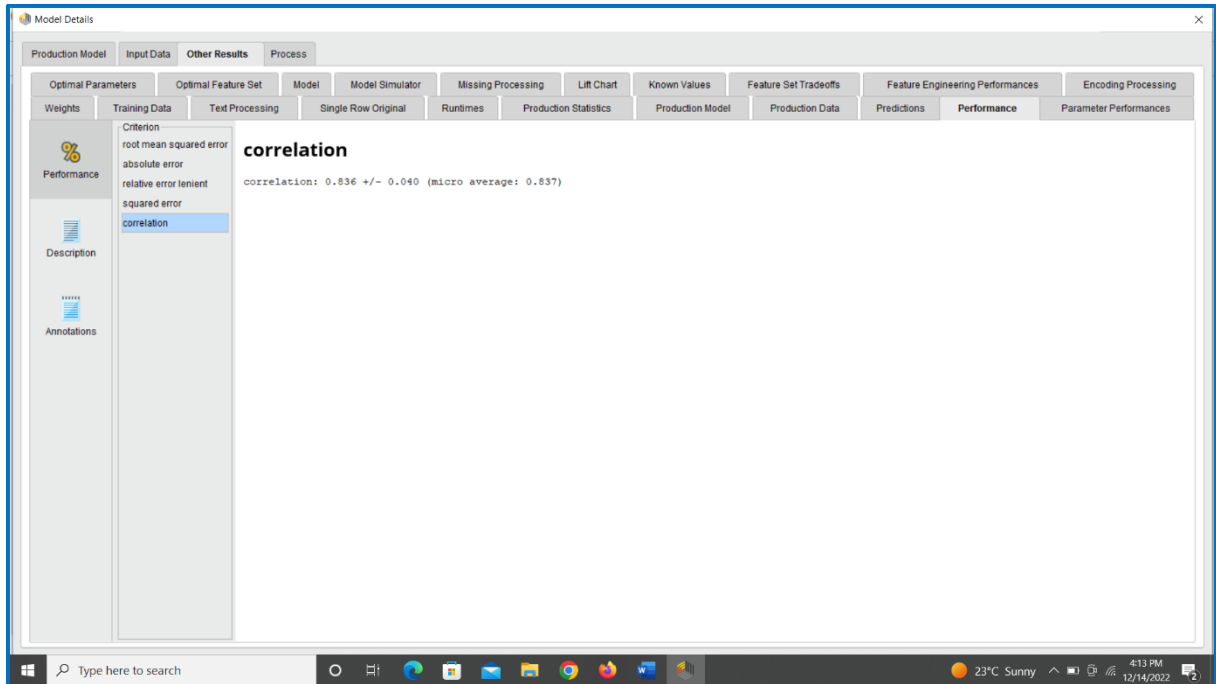 Model Details
Production Model Input Data Other Results Process
Optimal Parameters Optimal Feature Set Model Model Simulator Missing Processing Lift Chart Known Values Feature Set Tradeoffs Feature Engineering Performances Encoding Processing
Weights Training Data Text Processing Single Row Original Runtimes Production Statistics Production Model Production Data Predictions Performance Parameter Performances
%
Performance
Description
Annotations
Criterion
root mean squared error
absolute error
relative error lenient
squared error
correlation
correlation
correlation: 0.836 +/- 0.040 (micro average: 0.837)
Type here to search
W
23°C Sunny
4:13 PM
12/14/2022
2